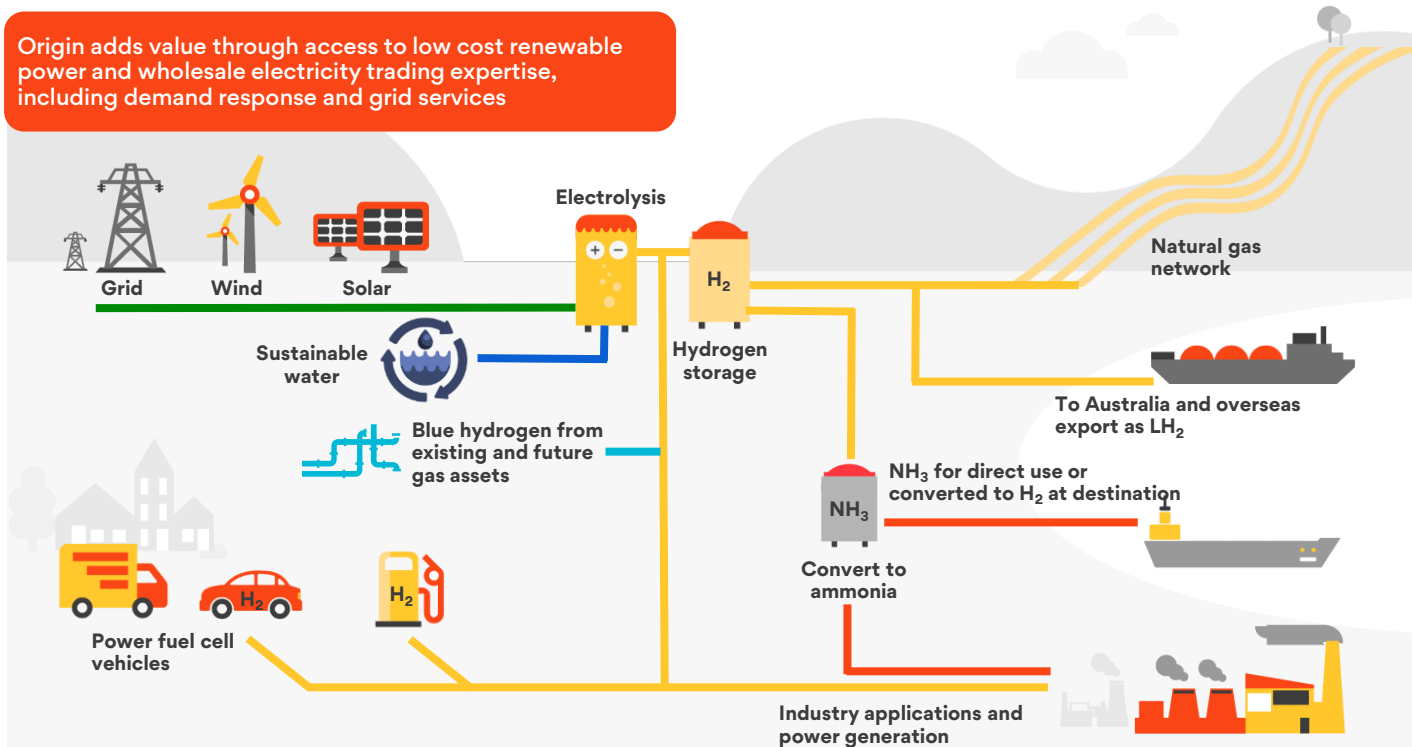 Origin adds value through access to low cost renewable
power and wholesale electricity trading expertise,
including demand response and grid services
Electrolysis
Grid
Wind
Solar
H₂
Natural gas
network
Sustainable
water
Hydrogen
storage
To Australia and overseas
export as LH₂
Blue hydrogen from
existing and future
gas assets
NH₃ for direct use or
converted to H₂ at destination
NH₃
Convert to
ammonia
H₂
H₂
Power fuel cell
vehicles
Industry applications and
power generation